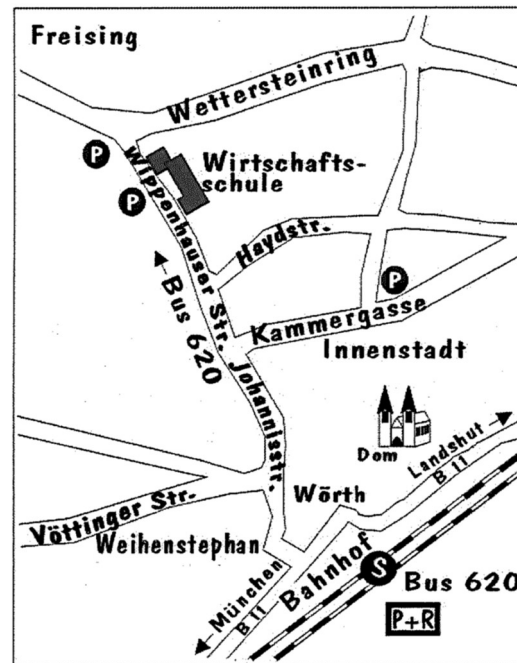 Freising
Wettersteinring
P
Wirtschafts-
schule
P
Wippenhauser Str.
Haydstr.
Bus 620
P
Kammergasse
Innenstadt
Johannisstr.
Dom
Landshut
B 11
Wörth
Vöttinger Str.
Weihenstephan
München
B 11
Bahnhof
S
Bus 620
P+R